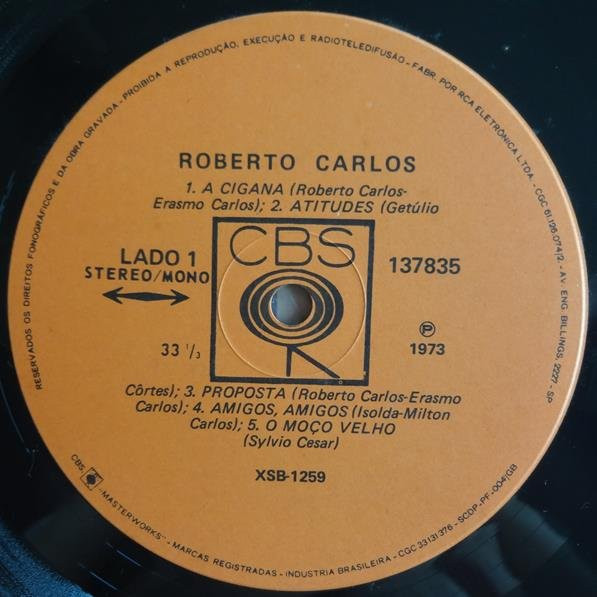 RESERVADOS OS DIREITOS FONOGRÁFICOS E DA OBRA GRAVADA - PROIBIDA A REPRODUÇÃO, EXECUÇÃO E RADIOTELEDIFUSÃO - FABR. POR RCA ELETRÔNICA LTDA. - CGC 61.126.074/2 - AV. ENG. BILLINGS, 2227 - SP
ROBERTO CARLOS
1. A CIGANA (Roberto Carlos-
Erasmo Carlos); 2. ATITUDES (Getúlio
LADO 1
STEREO/MONO
CBS
137835
33 1/3
℗
1973
Côrtes); 3. PROPOSTA (Roberto Carlos-Erasmo
Carlos); 4. AMIGOS, AMIGOS (Isolda-Milton
Carlos); 5. O MOÇO VELHO
(Sylvio Cesar)
XSB-1259
CBS, "MASTERWORKS" - MARCAS REGISTRADAS - INDUSTRIA BRASILEIRA - CGC 33131376 - SCDP-PF-004/GB